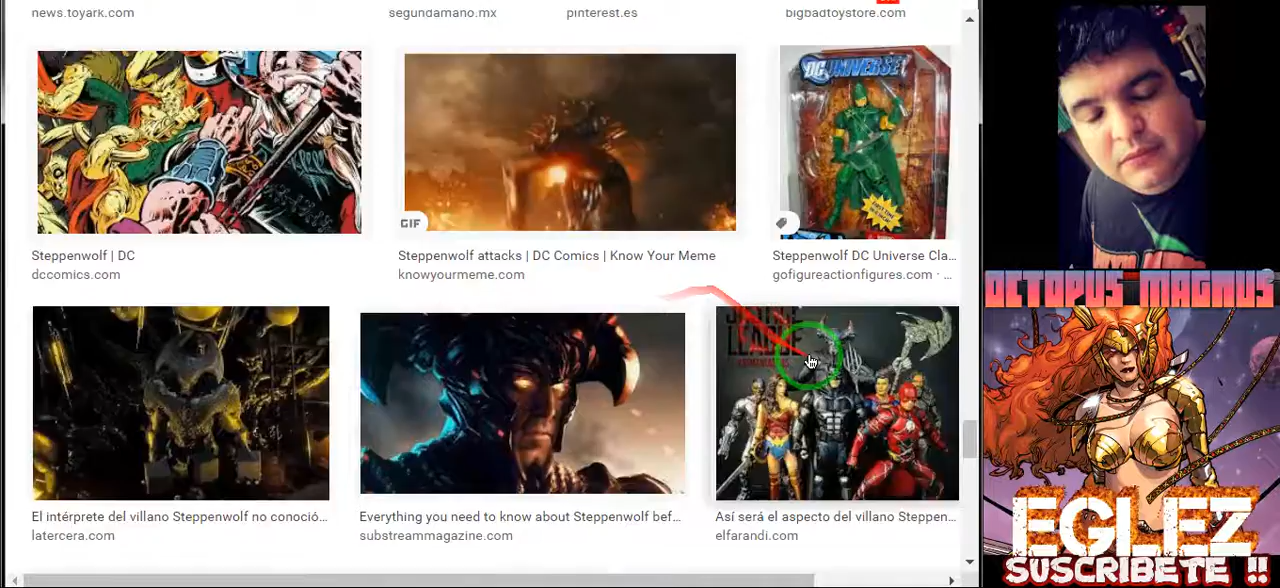 news.toyark.com
segundamano.mx
pinterest.es
bigbadtoystore.com
DC UNIVERSE
GIF
Steppenwolf | DC
dccomics.com
Steppenwolf attacks | DC Comics | Know Your Meme
knowyourmeme.com
Steppenwolf DC Universe Cla...
gofigureactionfigures.com · ...
OCTOPUS MAGNUS
LEAGUE
El intérprete del villano Steppenwolf no conoció...
latercera.com
Everything you need to know about Steppenwolf bef...
substreammagazine.com
Así será el aspecto del villano Steppen...
elfarandi.com
EGLEZ
SUSCRIBETE !!